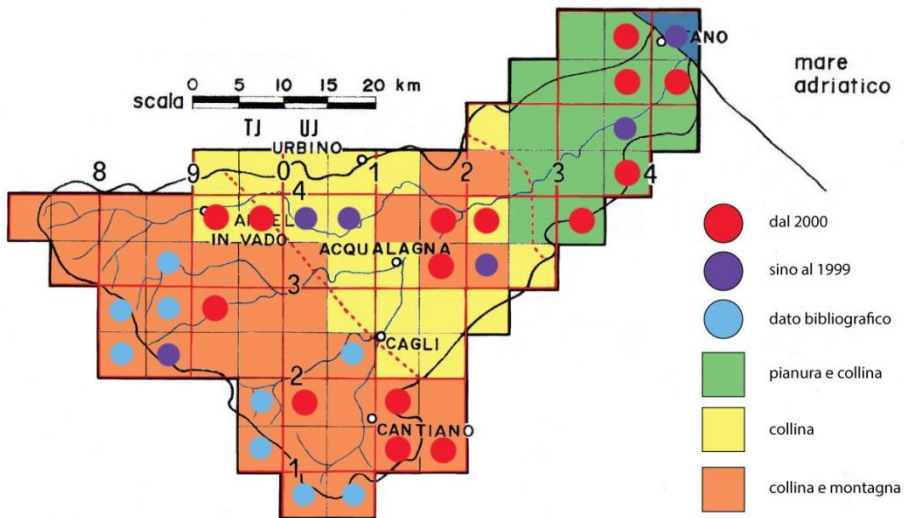 FANO
mare
adriatico
0 10 20 km
scala
TJ UJ
URBINO
8 9 0 1 2 3 4
4
IN VADO
ACQUALAGNA
3
CAGLI
2
CANTIANO
1
dal 2000
sino al 1999
dato bibliografico
pianura e collina
collina
collina e montagna